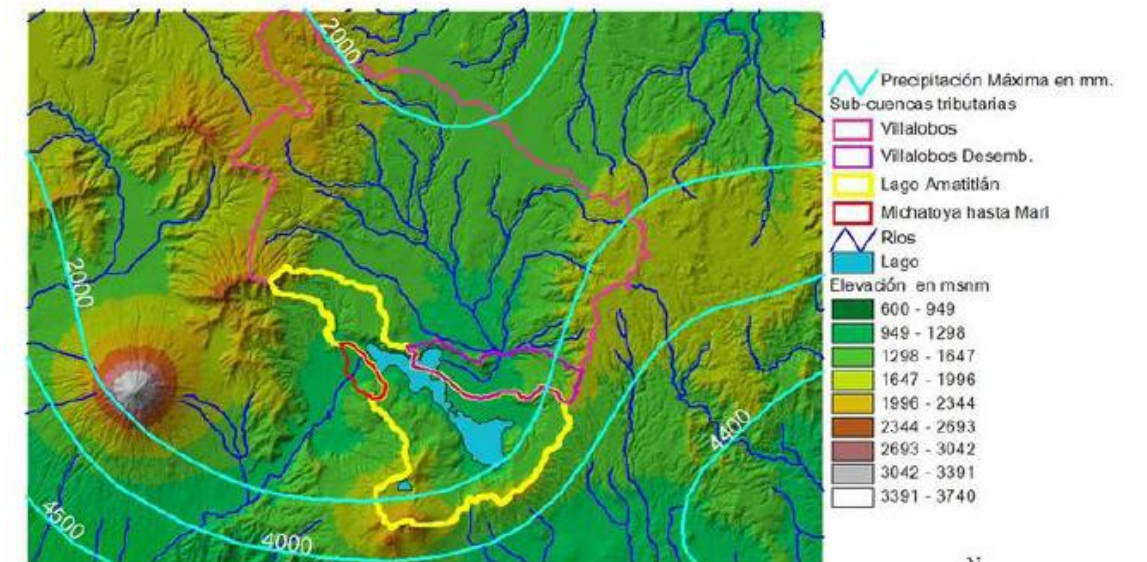 2000
Precipitación Máxima en mm.
Sub-cuencas tributarias
Villalobos
Villalobos Desemb.
Lago Amatitlán
Michatoya hasta Marl
Ríos
Lago
Elevación en msnm
600 - 949
949 - 1298
1298 - 1647
1647 - 1996
1996 - 2344
2344 - 2693
2693 - 3042
3042 - 3391
3391 - 3740
2000
4400
4500
4000